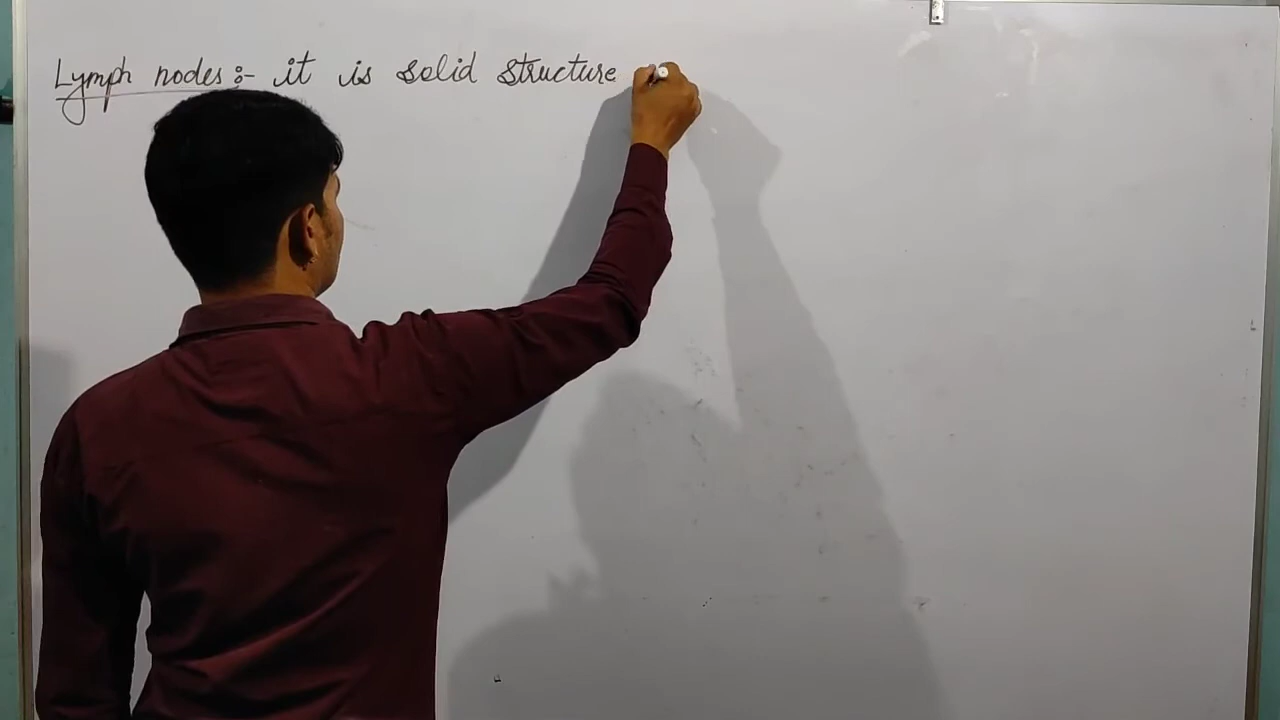 Lymph nodes :- it is solid structure